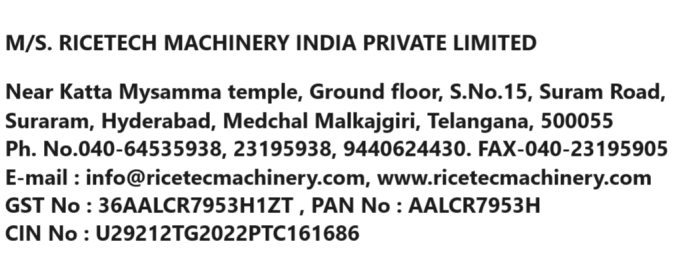 M/S. RICETECH MACHINERY INDIA PRIVATE LIMITED
Near Katta Mysamma temple, Ground floor, S.No.15, Suram Road,
Suraram, Hyderabad, Medchal Malkajgiri, Telangana, 500055
Ph. No.040-64535938, 23195938, 9440624430. FAX-040-23195905
E-mail : info@ricetecmachinery.com, www.ricetecmachinery.com
GST No : 36AALCR7953H1ZT , PAN No : AALCR7953H
CIN No : U29212TG2022PTC161686